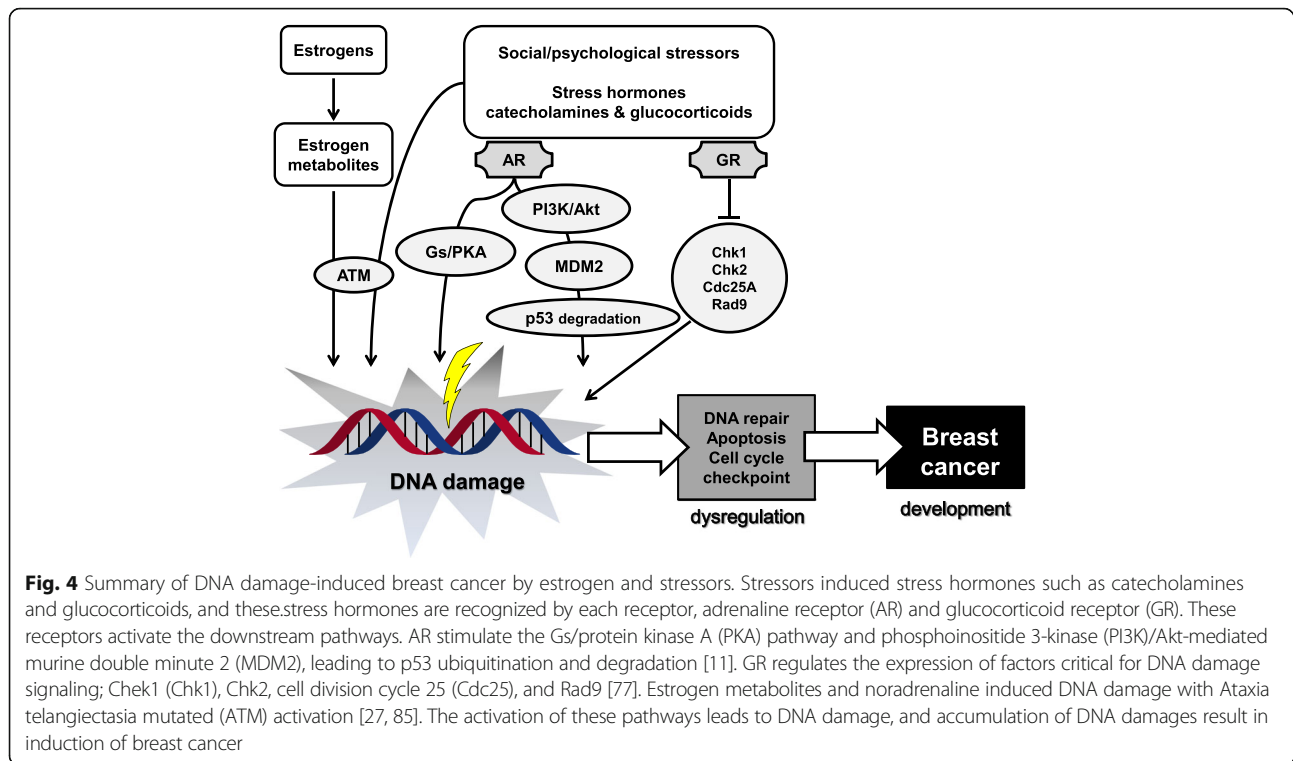 Estrogens
Estrogen
metabolites
Social/psychological stressors
Stress hormones
catecholamines & glucocorticoids
AR
GR
PI3K/Akt
Gs/PKA
MDM2
ATM
p53 degradation
Chk1
Chk2
Cdc25A
Rad9
DNA damage
DNA repair
Apoptosis
Cell cycle
checkpoint
dysregulation
Breast
cancer
development
Fig. 4 Summary of DNA damage-induced breast cancer by estrogen and stressors. Stressors induced stress hormones such as catecholamines
and glucocorticoids, and these.stress hormones are recognized by each receptor, adrenaline receptor (AR) and glucocorticoid receptor (GR). These
receptors activate the downstream pathways. AR stimulate the Gs/protein kinase A (PKA) pathway and phosphoinositide 3-kinase (PI3K)/Akt-mediated
murine double minute 2 (MDM2), leading to p53 ubiquitination and degradation [11]. GR regulates the expression of factors critical for DNA damage
signaling; Chek1 (Chk1), Chk2, cell division cycle 25 (Cdc25), and Rad9 [77]. Estrogen metabolites and noradrenaline induced DNA damage with Ataxia
telangiectasia mutated (ATM) activation [27, 85]. The activation of these pathways leads to DNA damage, and accumulation of DNA damages result in
induction of breast cancer